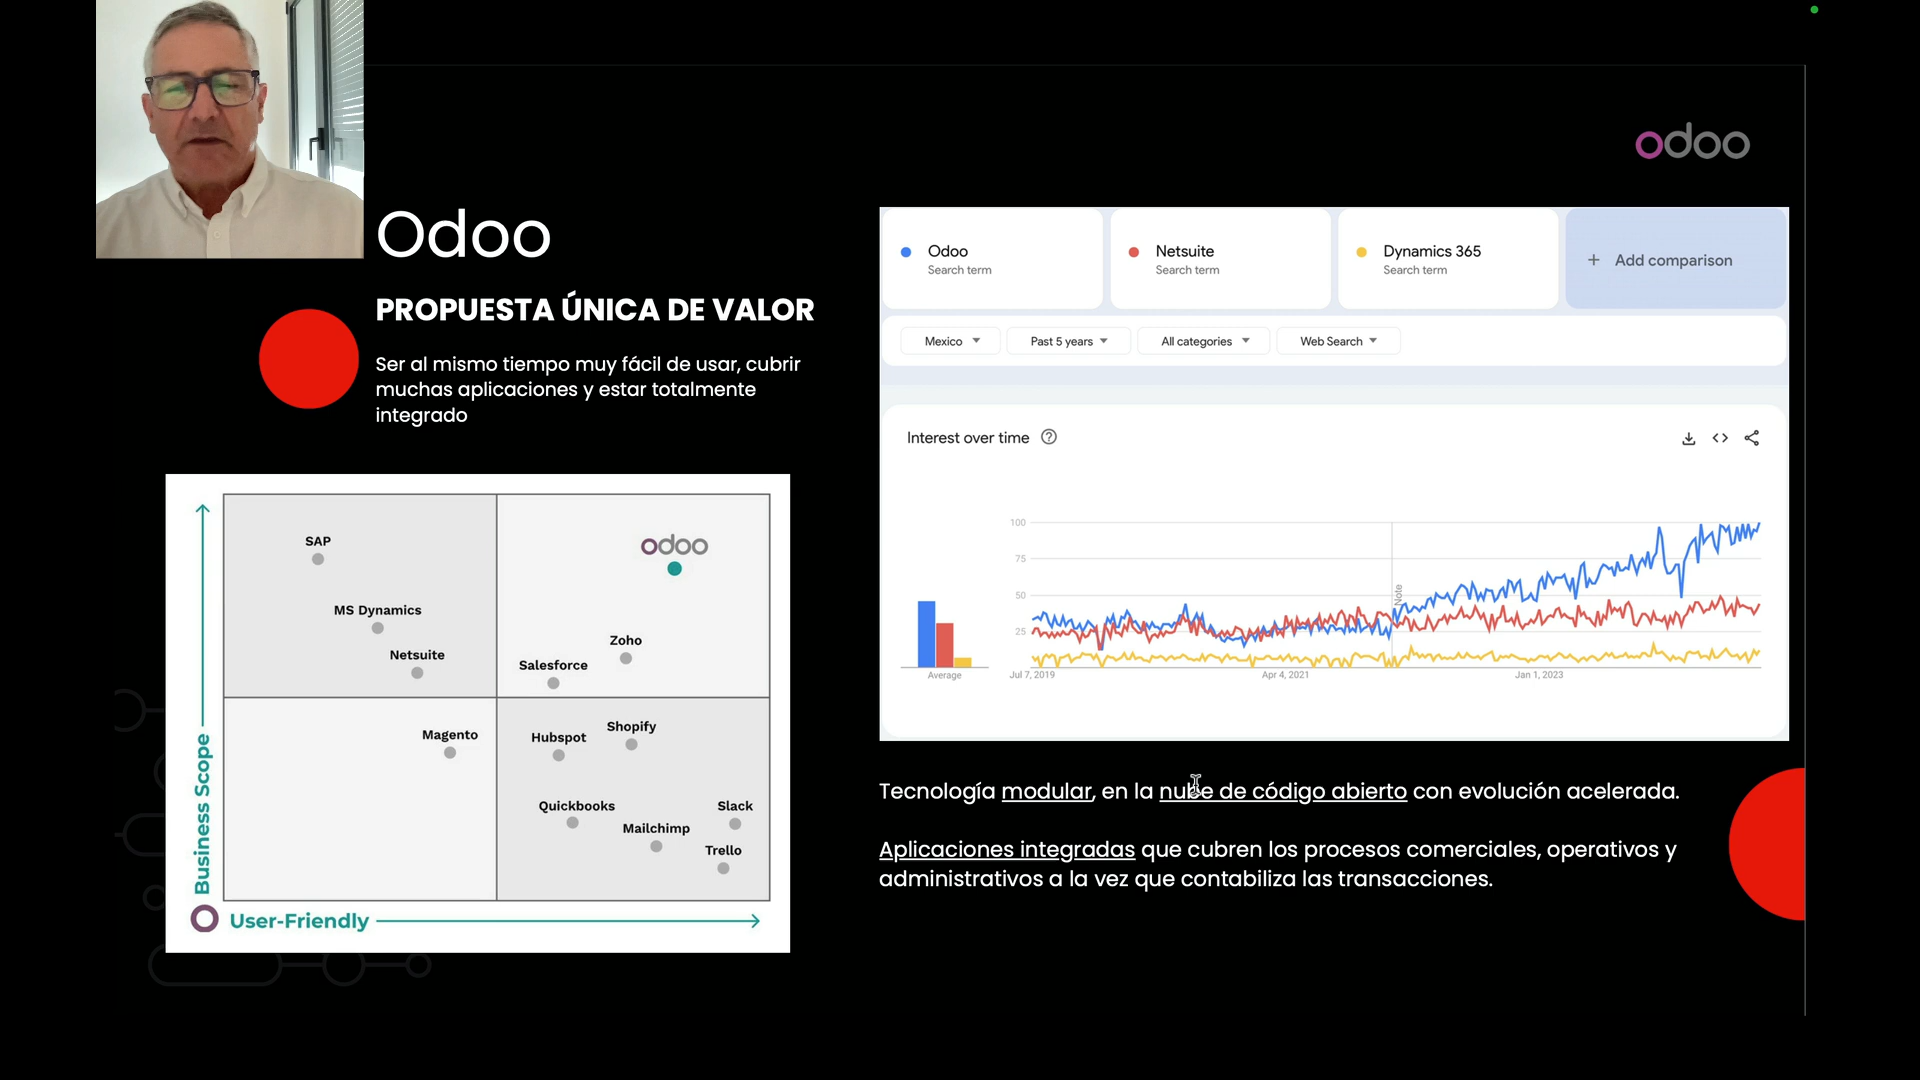 odoo
Odoo
PROPUESTA ÚNICA DE VALOR
Ser al mismo tiempo muy fácil de usar, cubrir
muchas aplicaciones y estar totalmente
integrado
Business Scope
SAP
MS Dynamics
Netsuite
odoo
Zoho
Salesforce
Magento
Hubspot
Shopify
Quickbooks
Mailchimp
Slack
Trello
User-Friendly
Odoo
Search term
Netsuite
Search term
Dynamics 365
Search term
+ Add comparison
Mexico
Past 5 years
All categories
Web Search
Interest over time
100
75
50
25
Note
Average
Jul 7, 2019
Apr 4, 2021
Jan 1, 2023
Tecnología modular, en la nube de código abierto con evolución acelerada.
Aplicaciones integradas que cubren los procesos comerciales, operativos y
administrativos a la vez que contabiliza las transacciones.